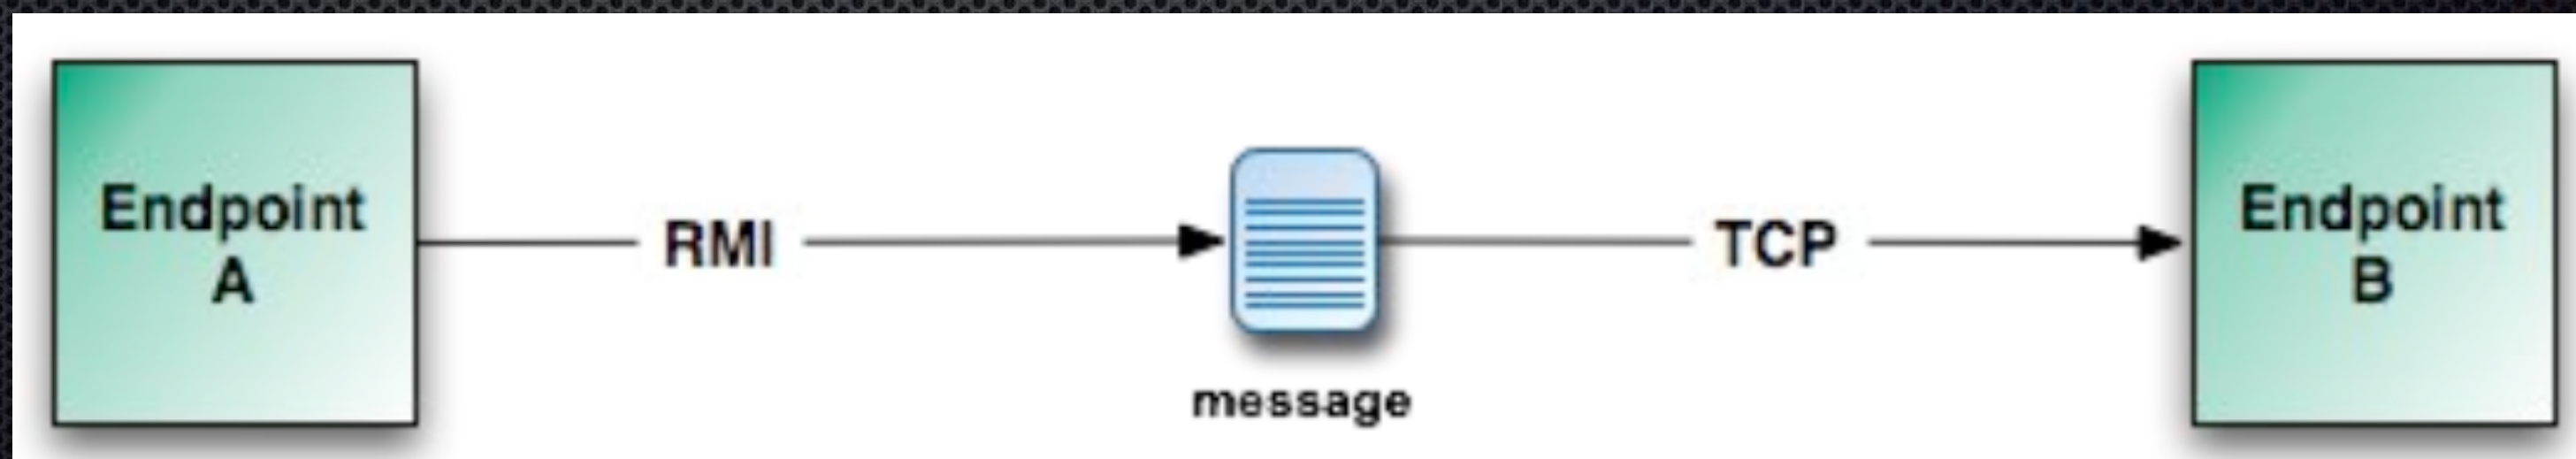 Endpoint
A
RMI
message
TCP
Endpoint
B